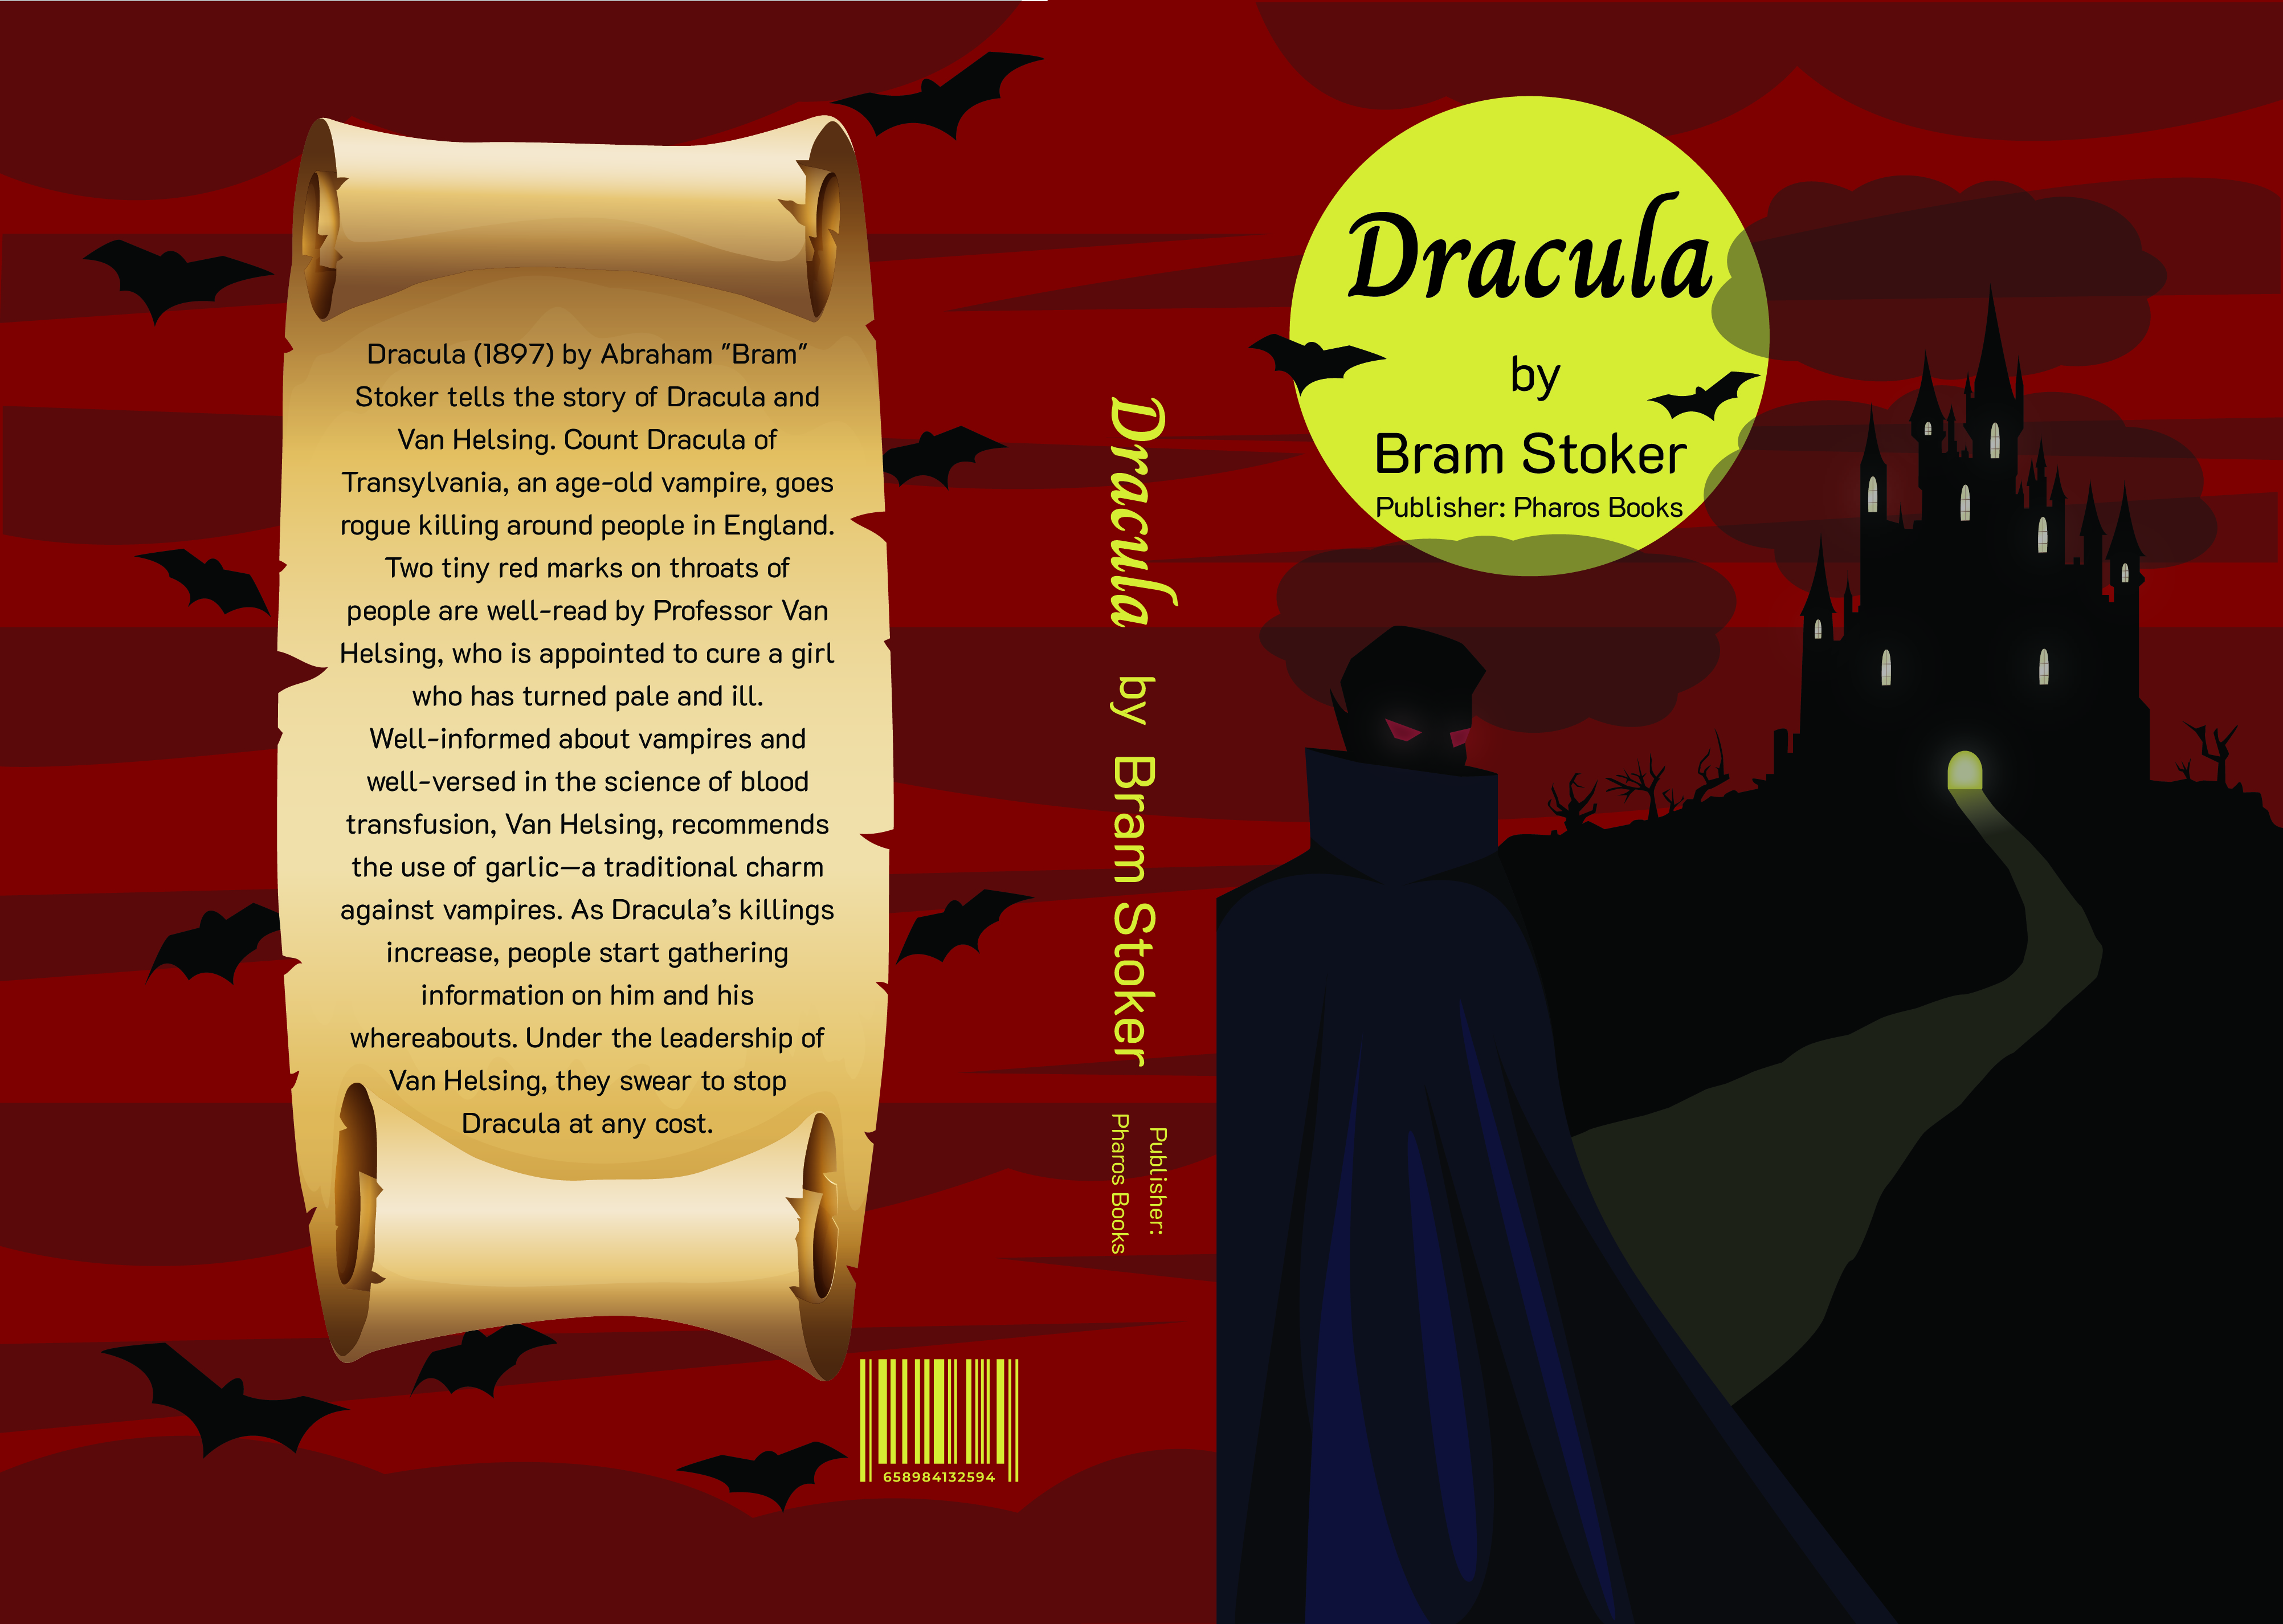 Dracula (1897) by Abraham "Bram"
Stoker tells the story of Dracula and
Van Helsing. Count Dracula of
Transylvania, an age-old vampire, goes
rogue killing around people in England.
Two tiny red marks on throats of
people are well-read by Professor Van
Helsing, who is appointed to cure a girl
who has turned pale and ill.
Well-informed about vampires and
well-versed in the science of blood
transfusion, Van Helsing, recommends
the use of garlic—a traditional charm
against vampires. As Dracula’s killings
increase, people start gathering
information on him and his
whereabouts. Under the leadership of
Van Helsing, they swear to stop
Dracula at any cost.
658984132594
Dracula by Bram Stoker
Publisher:
Pharos Books
Dracula
by
Bram Stoker
Publisher: Pharos Books